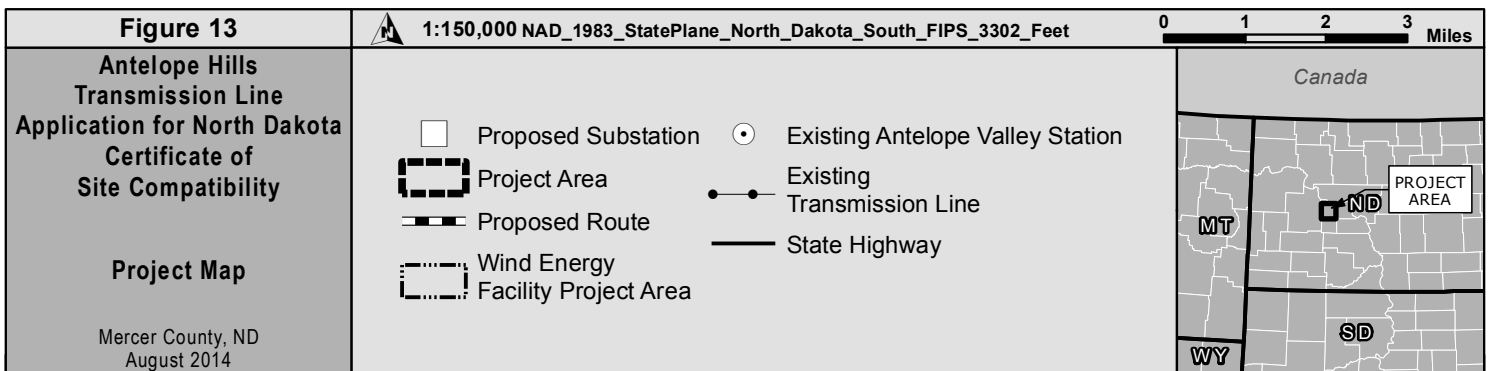 Figure 13
N
1:150,000 NAD_1983_StatePlane_North_Dakota_South_FIPS_3302_Feet
0 1 2 3
Miles
Antelope Hills
Transmission Line
Application for North Dakota
Certificate of
Site Compatibility
Project Map
Mercer County, ND
August 2014
Proposed Substation
Project Area
Proposed Route
Wind Energy
Facility Project Area
Existing Antelope Valley Station
Existing
Transmission Line
State Highway
Canada
PROJECT
AREA
ND
MT
SD
WY